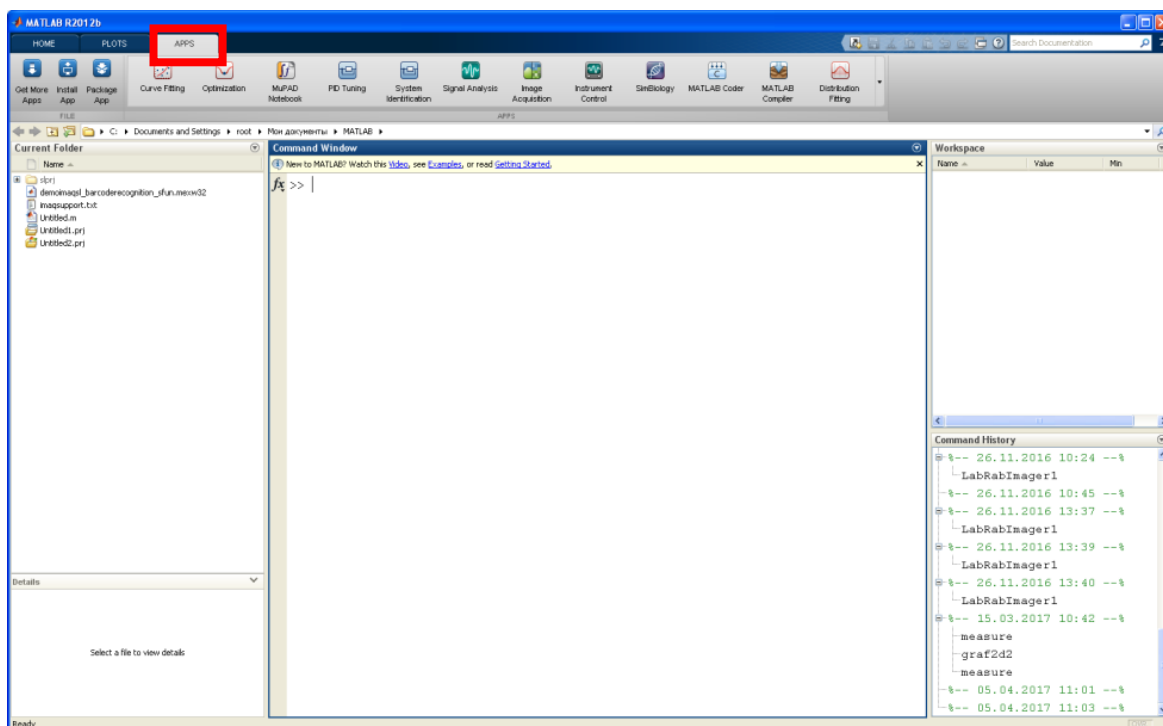 MATLAB R2012b
HOME PLOTS APPS
Search Documentation
Get More Apps
Install App
Package App
Curve Fitting
Optimization
MuPAD Notebook
PID Tuning
System Identification
Signal Analysis
Image Acquisition
Instrument Control
SimBiology
MATLAB Coder
MATLAB Compiler
Distribution Fitting
FILE
APPS
C: Documents and Settings root Мои документы MATLAB
Current Folder
Name
slprj
demoimaqsl_barcoderecognition_sfun.mexw32
imaqsupport.txt
Untitled.m
Untitled1.prj
Untitled2.prj
Details
Select a file to view details
Command Window
New to MATLAB? Watch this Video, see Examples, or read Getting Started.
fx >>
Workspace
Name Value Min
Command History
%-- 26.11.2016 10:24 --%
LabRabImager1
%-- 26.11.2016 10:45 --%
%-- 26.11.2016 13:37 --%
LabRabImager1
%-- 26.11.2016 13:39 --%
LabRabImager1
%-- 26.11.2016 13:40 --%
LabRabImager1
%-- 15.03.2017 10:42 --%
measure
graf2d2
measure
%-- 05.04.2017 11:01 --%
%-- 05.04.2017 11:03 --%
Ready